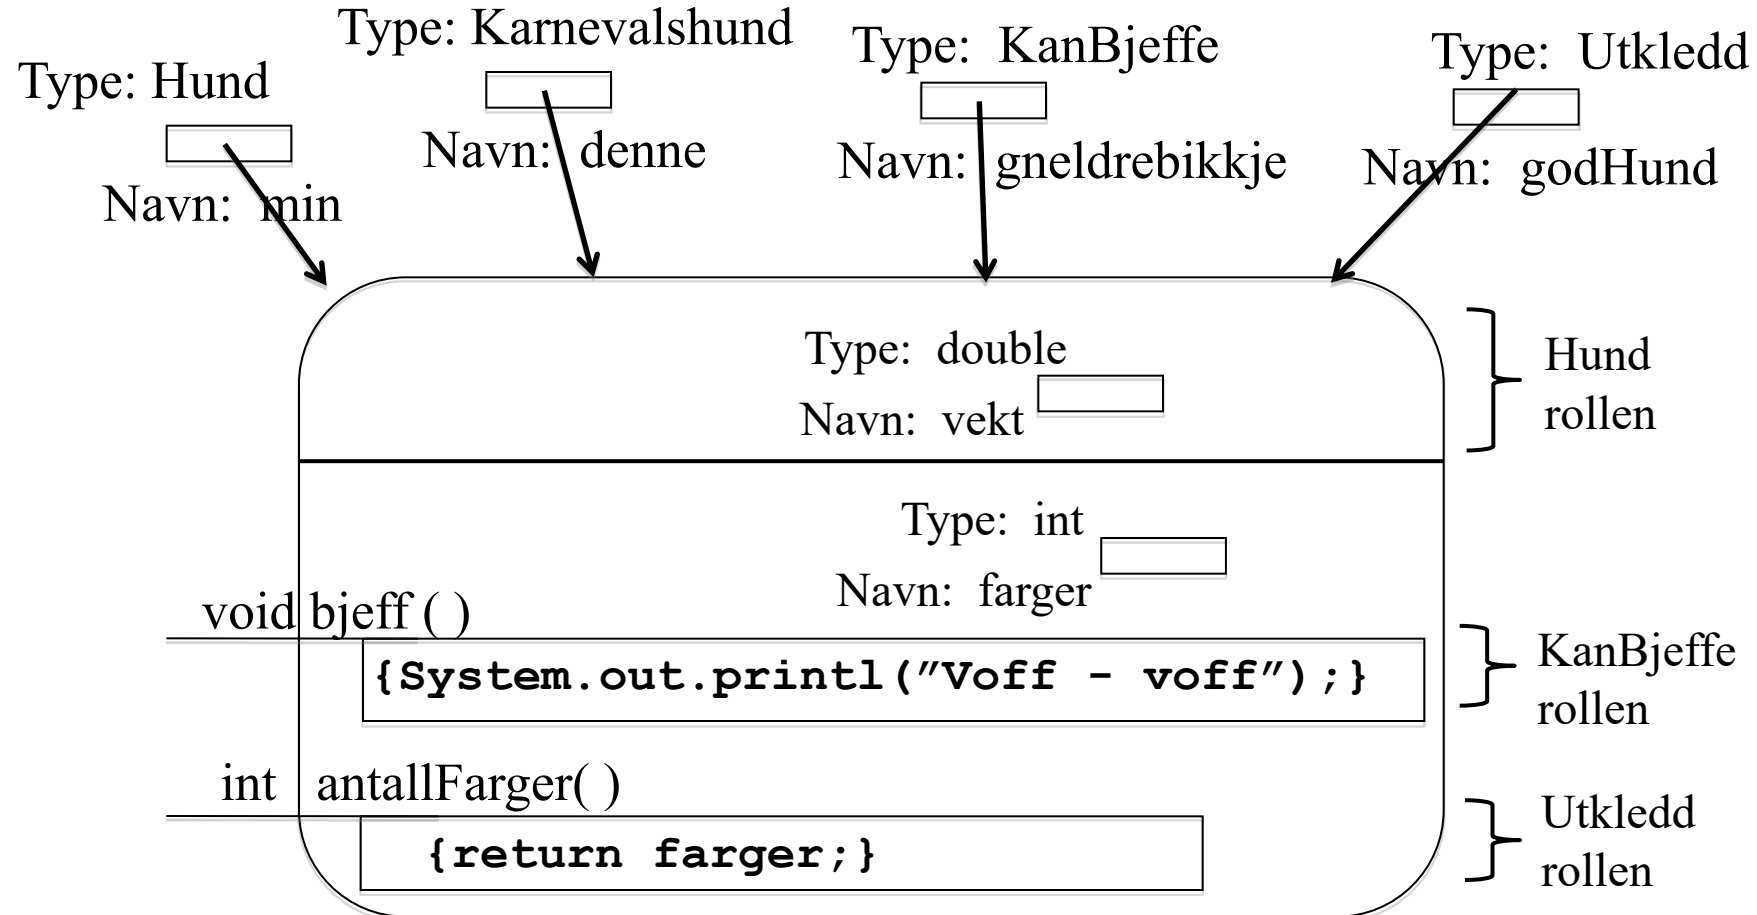 Type: Hund
Navn: min
Type: Karnevalshund
Navn: denne
Type: KanBjeffe
Navn: gneldrebikkje
Type: Utkledd
Navn: godHund
Type: double
Navn: vekt
Hund
rollen
Type: int
Navn: farger
void bjeff ( )
{System.out.printl(”Voff - voff”);}
KanBjeffe
rollen
int antallFarger( )
{return farger;}
Utkledd
rollen